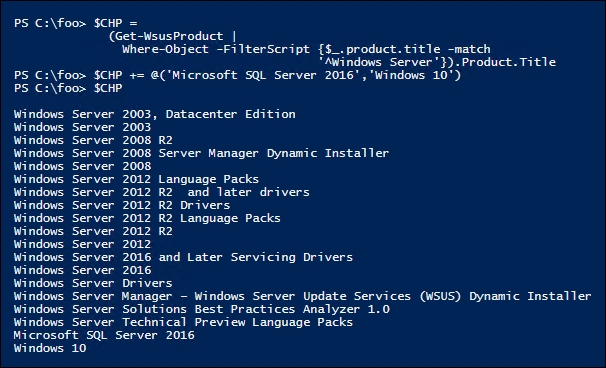 PS C:\foo> $CHP =
(Get-WsusProduct |
Where-Object -FilterScript {$_.product.title -match
'^Windows Server'}).Product.Title
PS C:\foo> $CHP += @('Microsoft SQL Server 2016','Windows 10')
PS C:\foo> $CHP
Windows Server 2003, Datacenter Edition
Windows Server 2003
Windows Server 2008 R2
Windows Server 2008 Server Manager Dynamic Installer
Windows Server 2008
Windows Server 2012 Language Packs
Windows Server 2012 R2  and later drivers
Windows Server 2012 R2 Drivers
Windows Server 2012 R2 Language Packs
Windows Server 2012 R2
Windows Server 2012
Windows Server 2016 and Later Servicing Drivers
Windows Server 2016
Windows Server Drivers
Windows Server Manager – Windows Server Update Services (WSUS) Dynamic Installer
Windows Server Solutions Best Practices Analyzer 1.0
Windows Server Technical Preview Language Packs
Microsoft SQL Server 2016
Windows 10